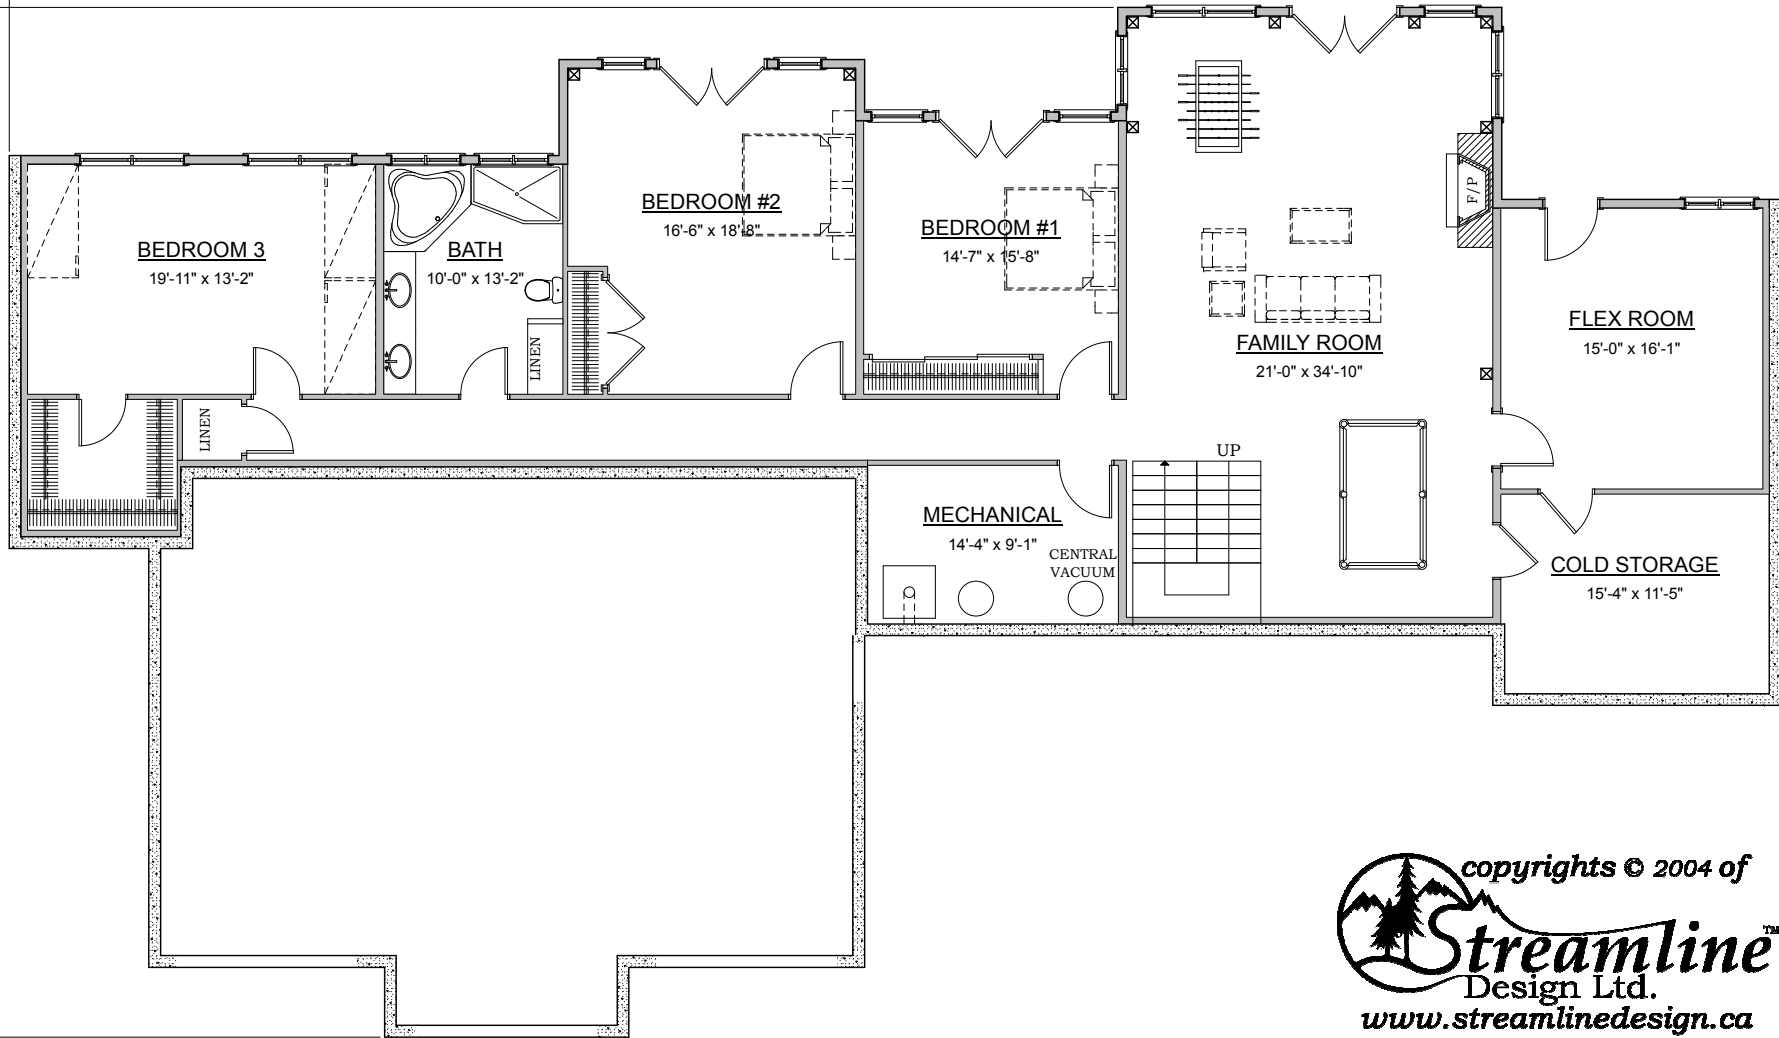 BEDROOM 3
19'-11" x 13'-2"
BATH
10'-0" x 13'-2"
LINEN
LINEN
BEDROOM #2
16'-6" x 18'-8"
BEDROOM #1
14'-7" x 15'-8"
F/P
FAMILY ROOM
21'-0" x 34'-10"
FLEX ROOM
15'-0" x 16'-1"
UP
MECHANICAL
14'-4" x 9'-1"
CENTRAL
VACUUM
COLD STORAGE
15'-4" x 11'-5"
copyrights © 2004 of
Streamline™
Design Ltd.
www.streamlinedesign.ca